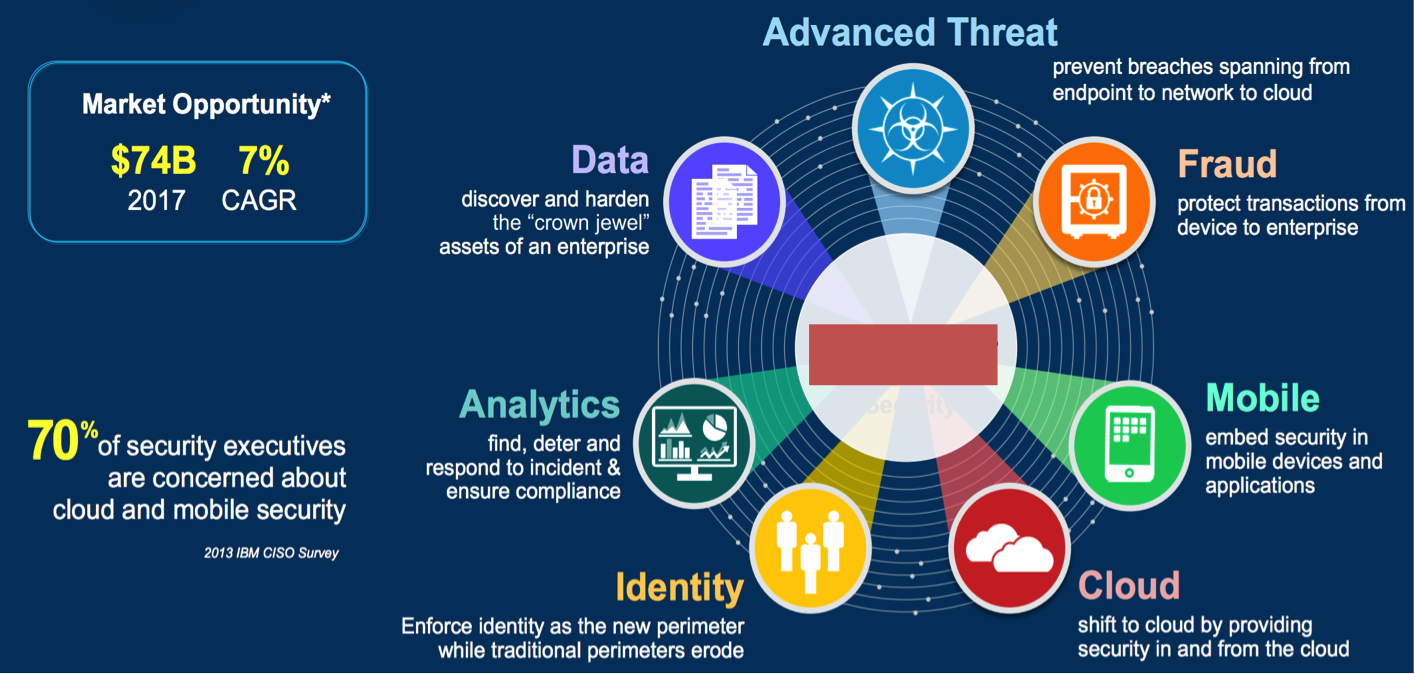 Advanced Threat
prevent breaches spanning from
endpoint to network to cloud
Market Opportunity*
$74B 7%
2017 CAGR
Data
discover and harden
the “crown jewel”
assets of an enterprise
Fraud
protect transactions from
device to enterprise
Security
Analytics
find, deter and
respond to incident &
ensure compliance
Mobile
embed security in
mobile devices and
applications
70% of security executives
are concerned about
cloud and mobile security
2013 IBM CISO Survey
Identity
Enforce identity as the new perimeter
while traditional perimeters erode
Cloud
shift to cloud by providing
security in and from the cloud